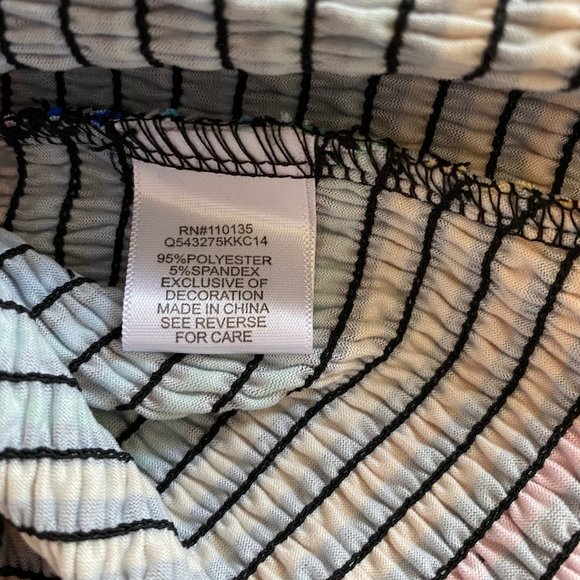 RN#110135
Q543275KKC14
95%POLYESTER
5%SPANDEX
EXCLUSIVE OF
DECORATION
MADE IN CHINA
SEE REVERSE
FOR CARE